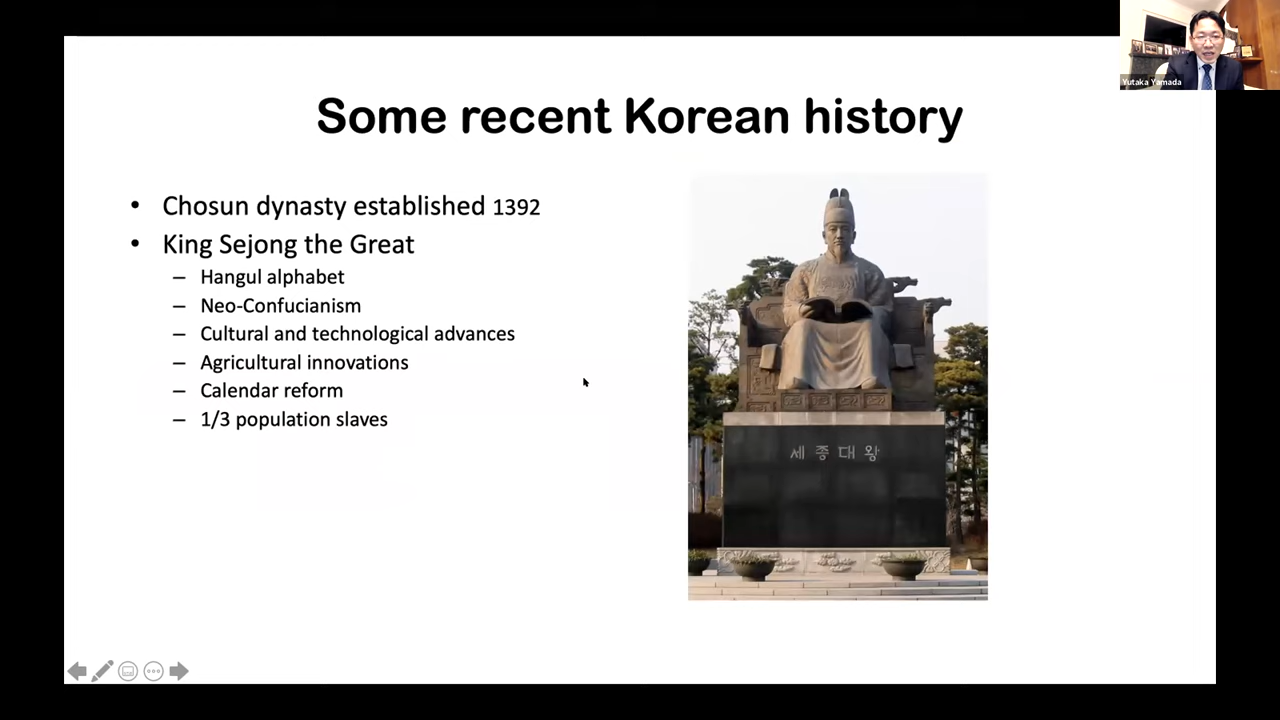 Some recent Korean history
• Chosun dynasty established 1392
• King Sejong the Great
– Hangul alphabet
– Neo-Confucianism
– Cultural and technological advances
– Agricultural innovations
– Calendar reform
– 1/3 population slaves
세종대왕
Yutaka Yamada